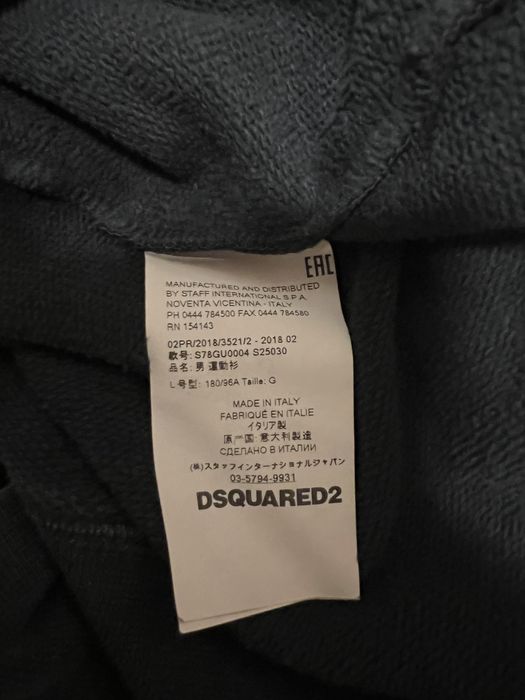 EAC
MANUFACTURED AND DISTRIBUTED
BY STAFF INTERNATIONAL S.P.A.
NOVENTA VICENTINA - ITALY
PH 0444 784500 FAX 0444 784580
RN 154143
02PR/2018/3521/2 - 2018 02
款号: S78GU0004 S25030
品名: 男 運動衫
L号型: 180/96A Taille: G
MADE IN ITALY
FABRIQUÉ EN ITALIE
イタリア製
原产国: 意大利製造
СДЕЛАНО В ИТАЛИИ
(株)スタッフインターナショナルジャパン
03-5794-9931
DSQUARED2